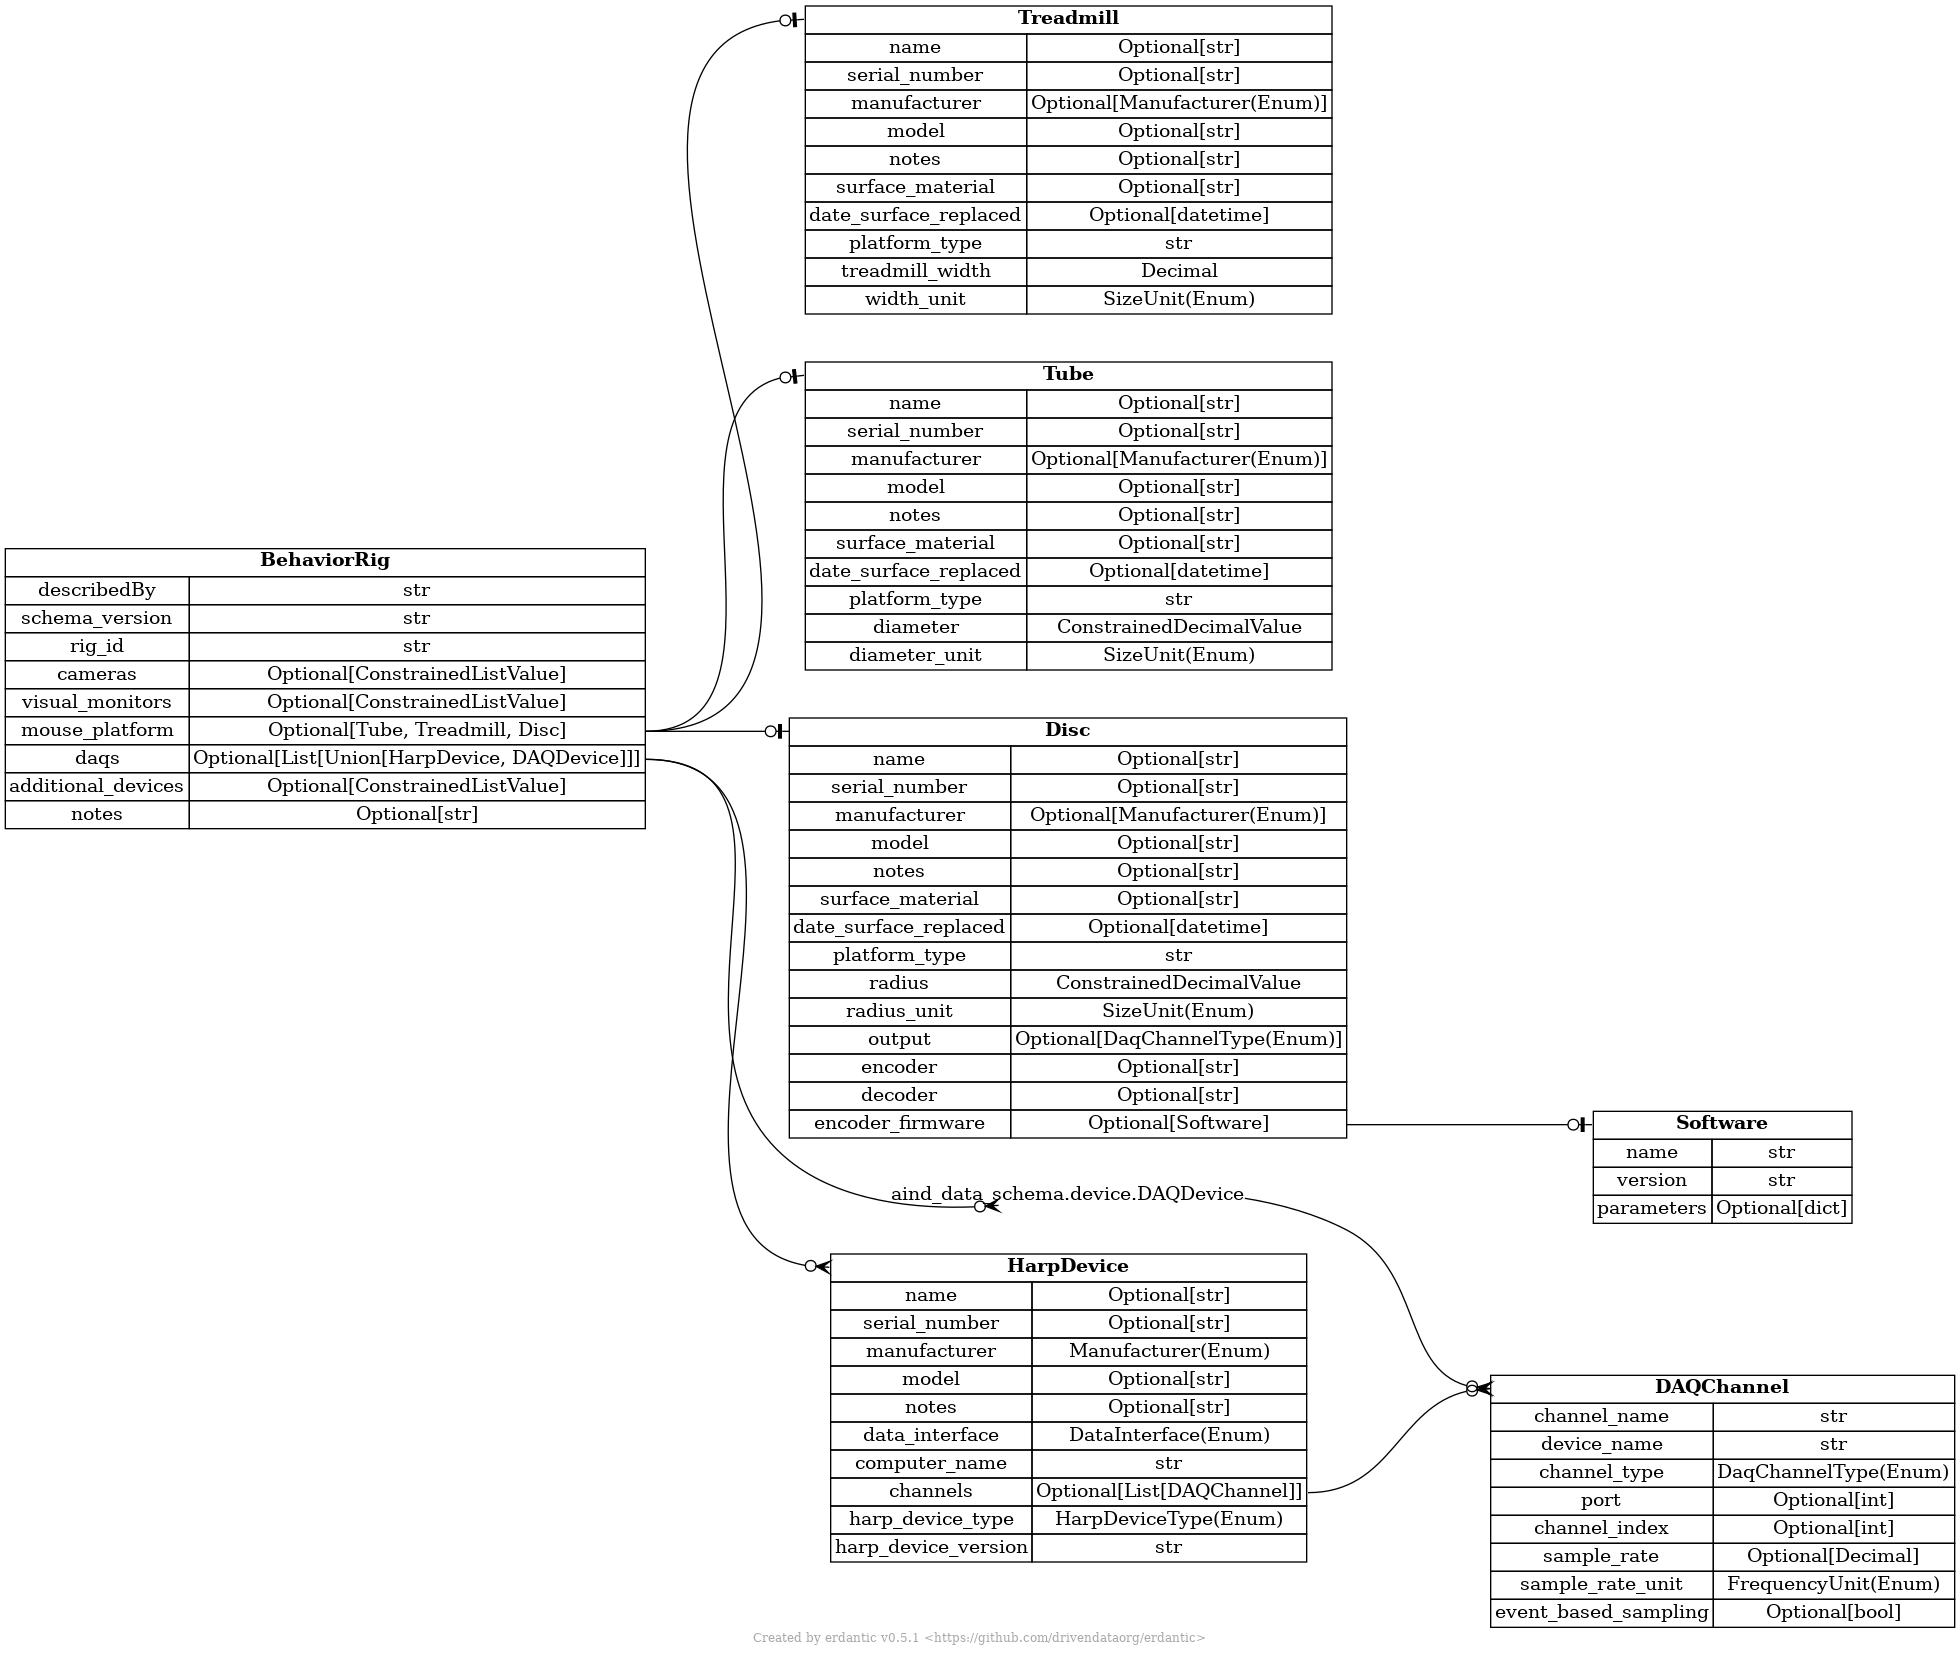 Treadmill
name Optional[str]
serial_number Optional[str]
manufacturer Optional[Manufacturer(Enum)]
model Optional[str]
notes Optional[str]
surface_material Optional[str]
date_surface_replaced Optional[datetime]
platform_type str
treadmill_width Decimal
width_unit SizeUnit(Enum)
Tube
name Optional[str]
serial_number Optional[str]
manufacturer Optional[Manufacturer(Enum)]
model Optional[str]
notes Optional[str]
surface_material Optional[str]
date_surface_replaced Optional[datetime]
platform_type str
diameter ConstrainedDecimalValue
diameter_unit SizeUnit(Enum)
BehaviorRig
describedBy str
schema_version str
rig_id str
cameras Optional[ConstrainedListValue]
visual_monitors Optional[ConstrainedListValue]
mouse_platform Optional[Tube, Treadmill, Disc]
daqs Optional[List[Union[HarpDevice, DAQDevice]]]
additional_devices Optional[ConstrainedListValue]
notes Optional[str]
Disc
name Optional[str]
serial_number Optional[str]
manufacturer Optional[Manufacturer(Enum)]
model Optional[str]
notes Optional[str]
surface_material Optional[str]
date_surface_replaced Optional[datetime]
platform_type str
radius ConstrainedDecimalValue
radius_unit SizeUnit(Enum)
output Optional[DaqChannelType(Enum)]
encoder Optional[str]
decoder Optional[str]
encoder_firmware Optional[Software]
Software
name str
version str
parameters Optional[dict]
aind_data_schema.device.DAQDevice
HarpDevice
name Optional[str]
serial_number Optional[str]
manufacturer Manufacturer(Enum)
model Optional[str]
notes Optional[str]
data_interface DataInterface(Enum)
computer_name str
channels Optional[List[DAQChannel]]
harp_device_type HarpDeviceType(Enum)
harp_device_version str
DAQChannel
channel_name str
device_name str
channel_type DaqChannelType(Enum)
port Optional[int]
channel_index Optional[int]
sample_rate Optional[Decimal]
sample_rate_unit FrequencyUnit(Enum)
event_based_sampling Optional[bool]
Created by erdantic v0.5.1 <https://github.com/drivendataorg/erdantic>